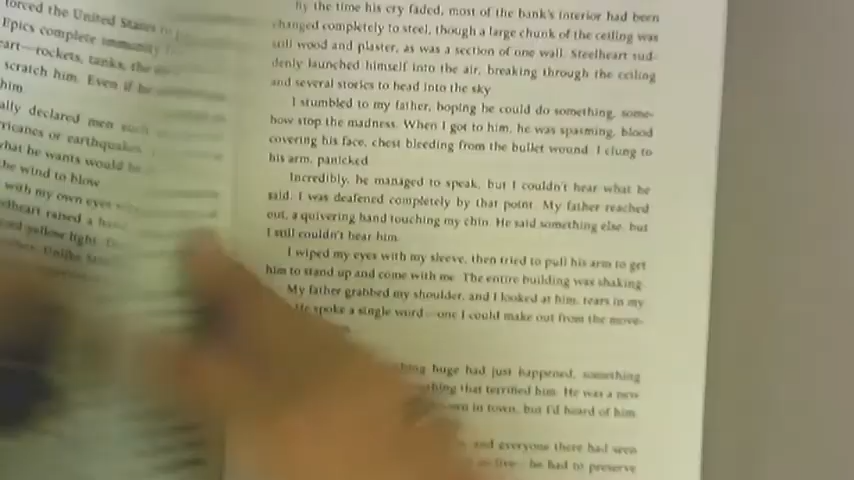 forced the United States to
Epics complete immunity
eart—rockets, tanks, the
scratch him. Even if he
him
ally declared men such
rricanes or earthquakes.
what he wants would be
he wind to blow
with my own eyes
elheart raised a hand
yellow light.
Unlike
By the time his cry faded, most of the bank's interior had been
changed completely to steel, though a large chunk of the ceiling was
still wood and plaster, as was a section of one wall. Steelheart sud-
denly launched himself into the air, breaking through the ceiling
and several stories to head into the sky
I stumbled to my father, hoping he could do something, some-
how stop the madness. When I got to him, he was spasming, blood
covering his face, chest bleeding from the bullet wound. I clung to
his arm, panicked
Incredibly, he managed to speak, but I couldn't hear what he
said. I was deafened completely by that point. My father reached
out, a quivering hand touching my chin. He said something else, but
I still couldn't hear him.
I wiped my eyes with my sleeve, then tried to pull his arm to get
him to stand up and come with me. The entire building was shaking.
My father grabbed my shoulder, and I looked at him, tears in my
He spoke a single word—one I could make out from the move-
hing huge had just happened, something
thing that terrified him. He was a new
in town, but I'd heard of him
and everyone there had seen
live—he had to preserve